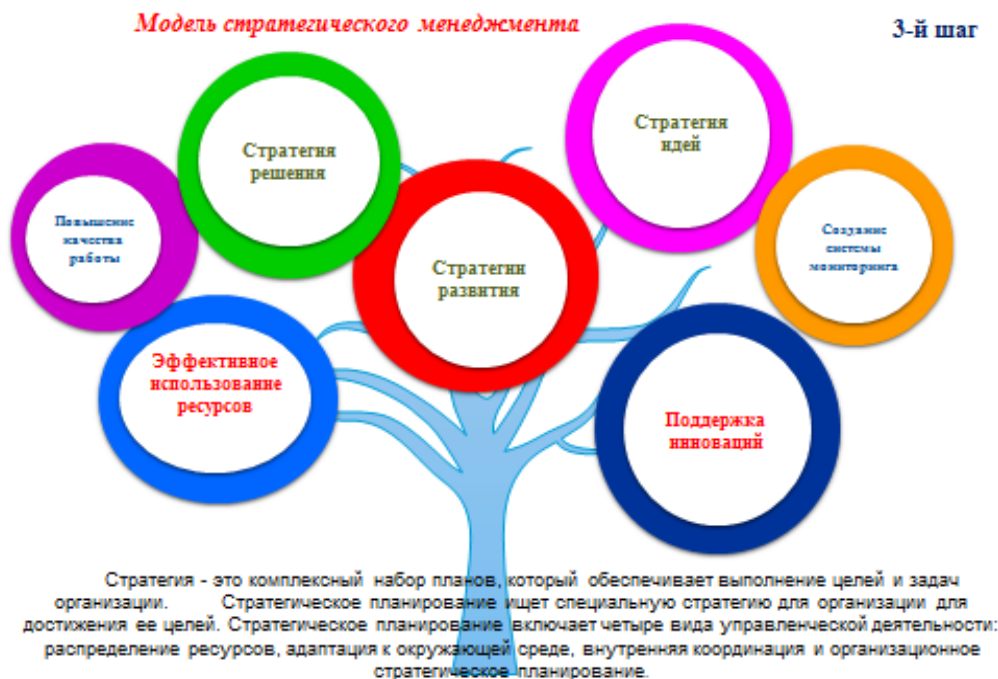 Модель стратегического менеджмента
3-й шаг
Стратегия
решения
Стратегия
идей
Повышение
качества
работы
Стратегии
развития
Создание
системы
мониторинга
Эффективное
использование
ресурсов
Поддержка
инноваций
Стратегия - это комплексный набор планов, который обеспечивает выполнение целей и задач
организации. Стратегическое планирование ищет специальную стратегию для организации для
достижения ее целей. Стратегическое планирование включает четыре вида управленческой деятельности:
распределение ресурсов, адаптация к окружающей среде, внутренняя координация и организационное
стратегическое планирование.